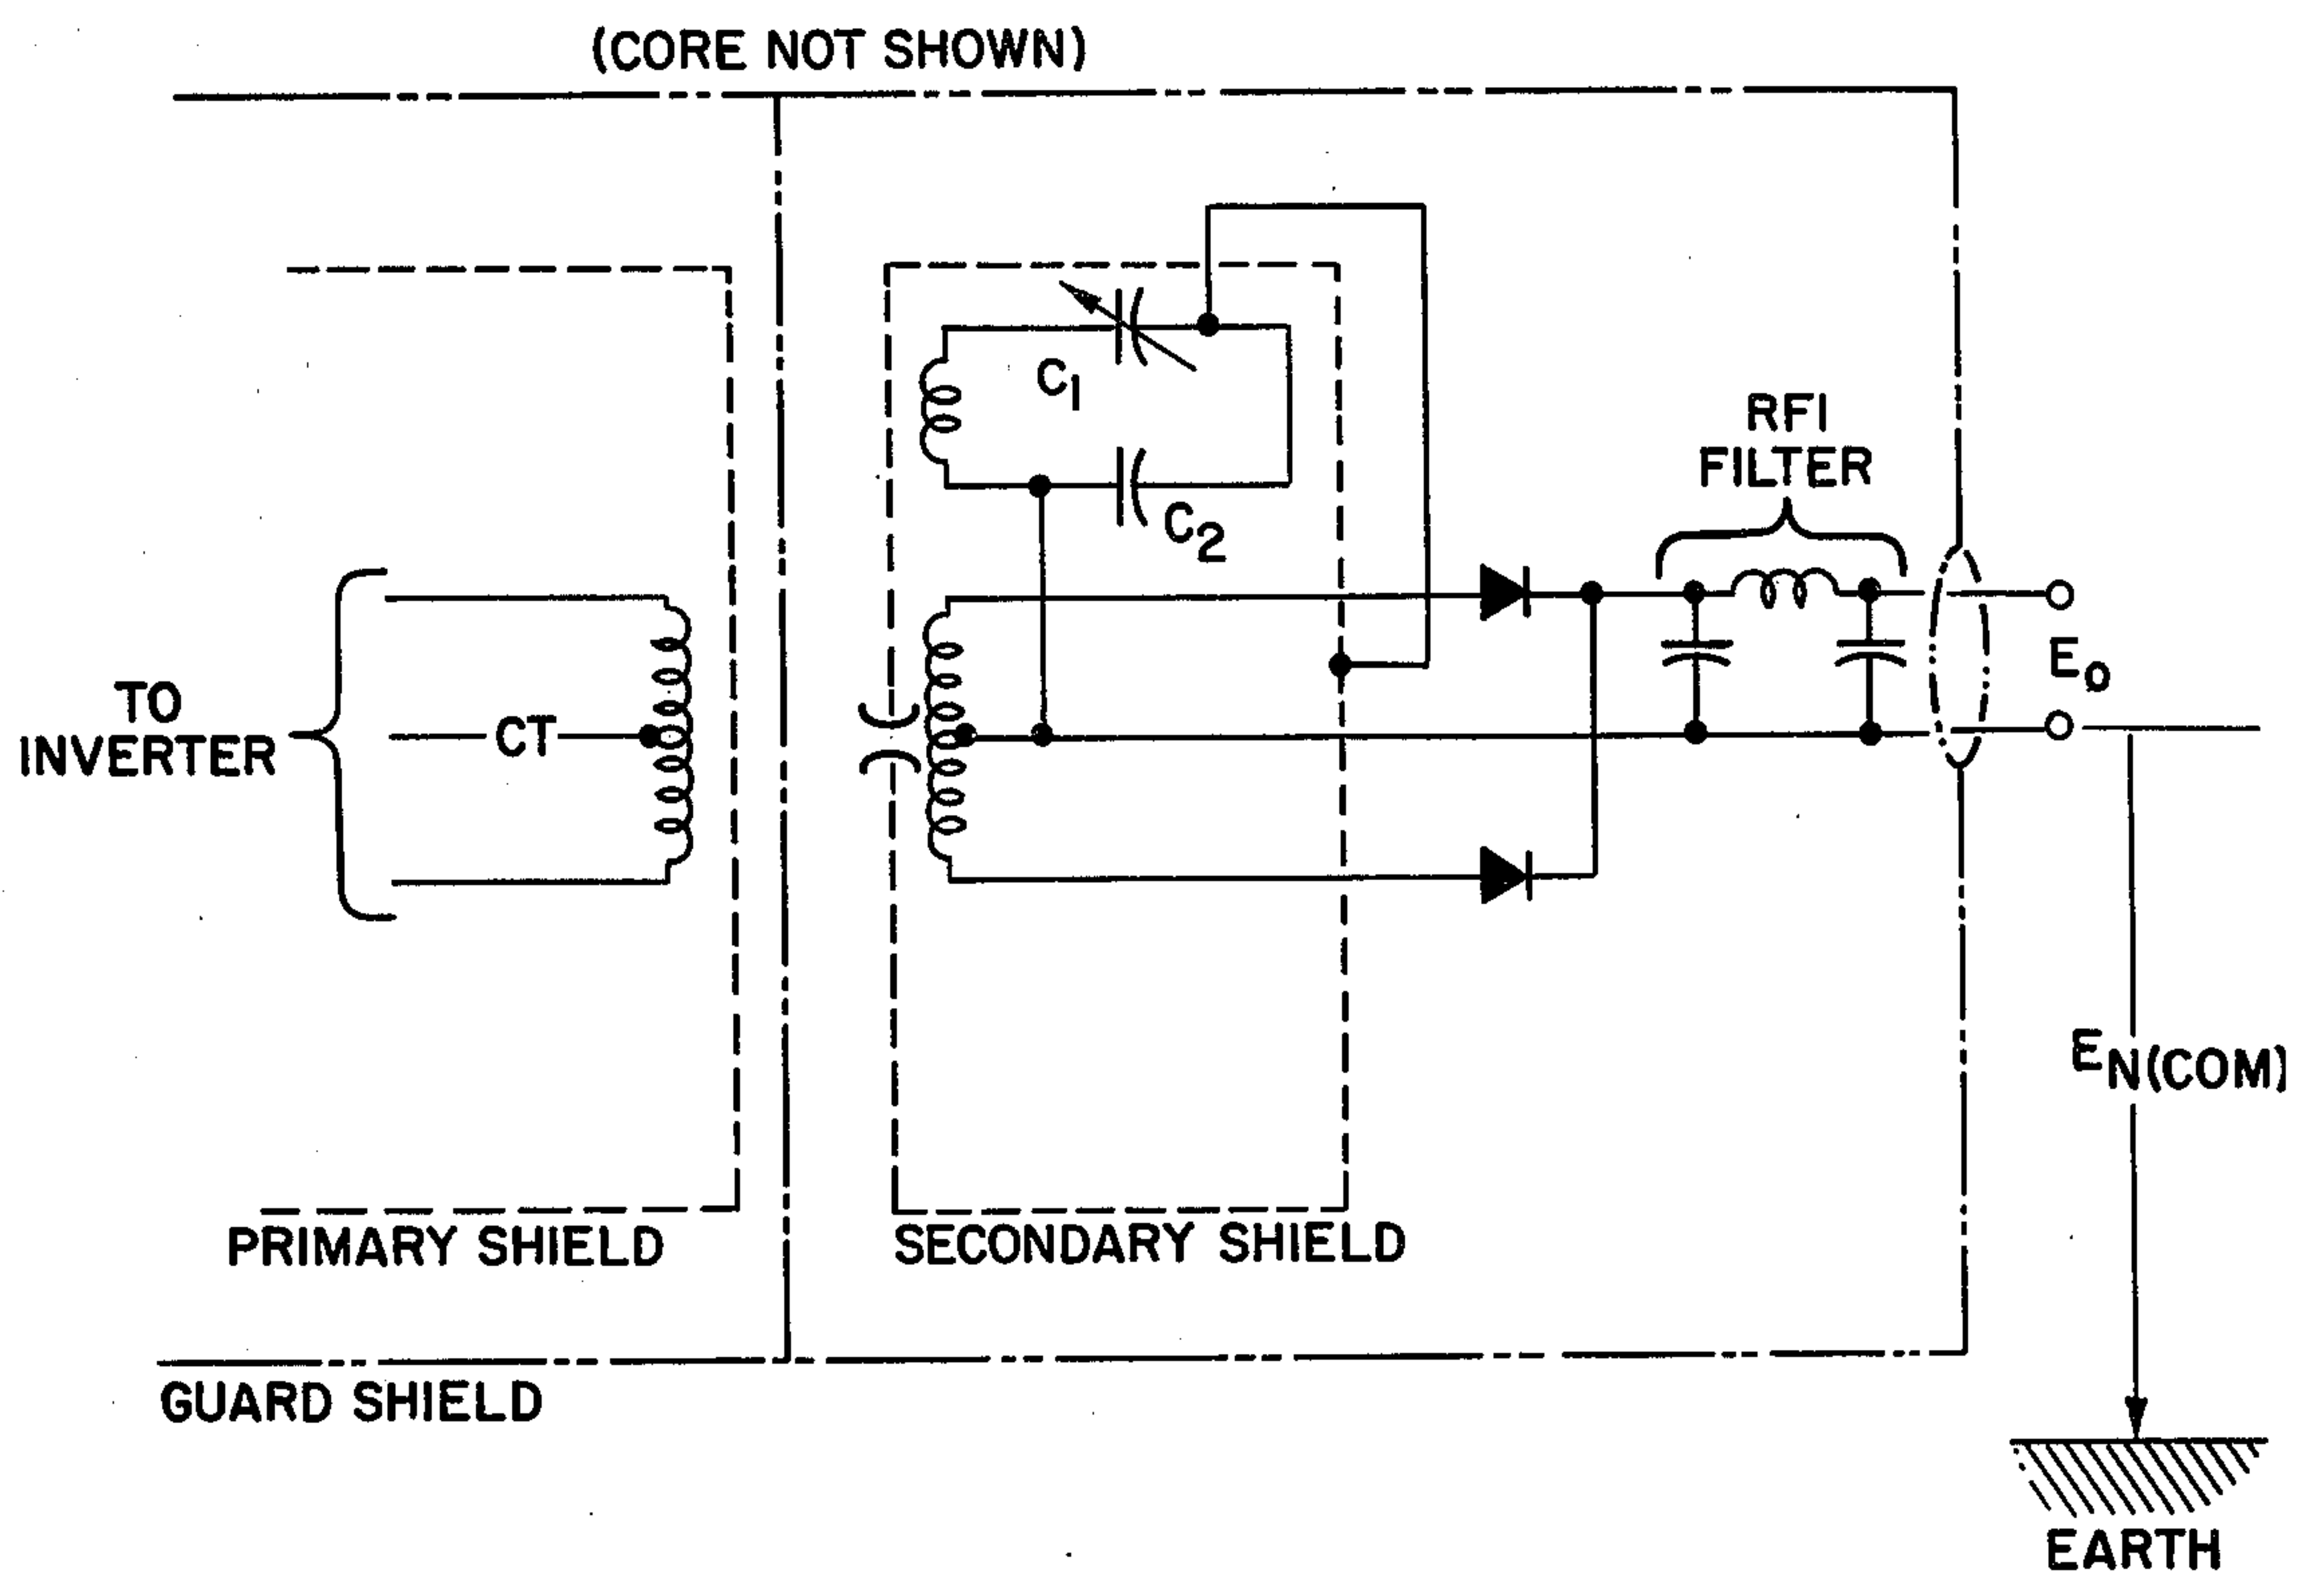 (CORE NOT SHOWN)
C1
C2
RFI
FILTER
TO
INVERTER
CT
Eo
EN(COM)
PRIMARY SHIELD
SECONDARY SHIELD
GUARD SHIELD
EARTH